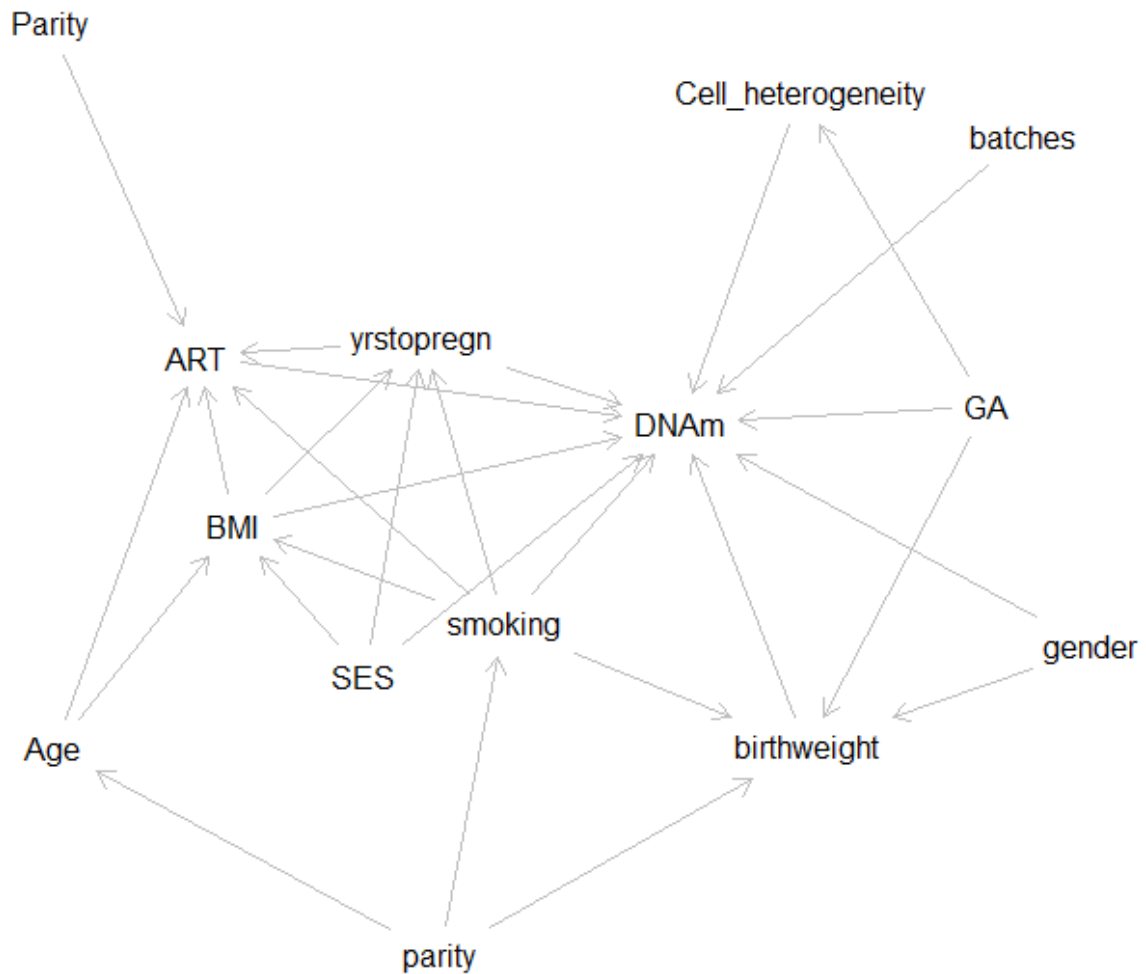 Parity
Cell_heterogeneity
batches
yrstopregn
ART
GA
DNAm
BMI
smoking
gender
SES
Age
birthweight
parity